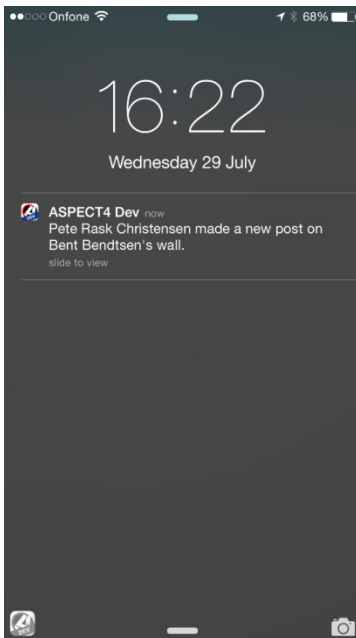 Onfone 68%
16:22
Wednesday 29 July
ASPECT4 Dev now
Pete Rask Christensen made a new post on
Bent Bendtsen's wall.
slide to view
DEV